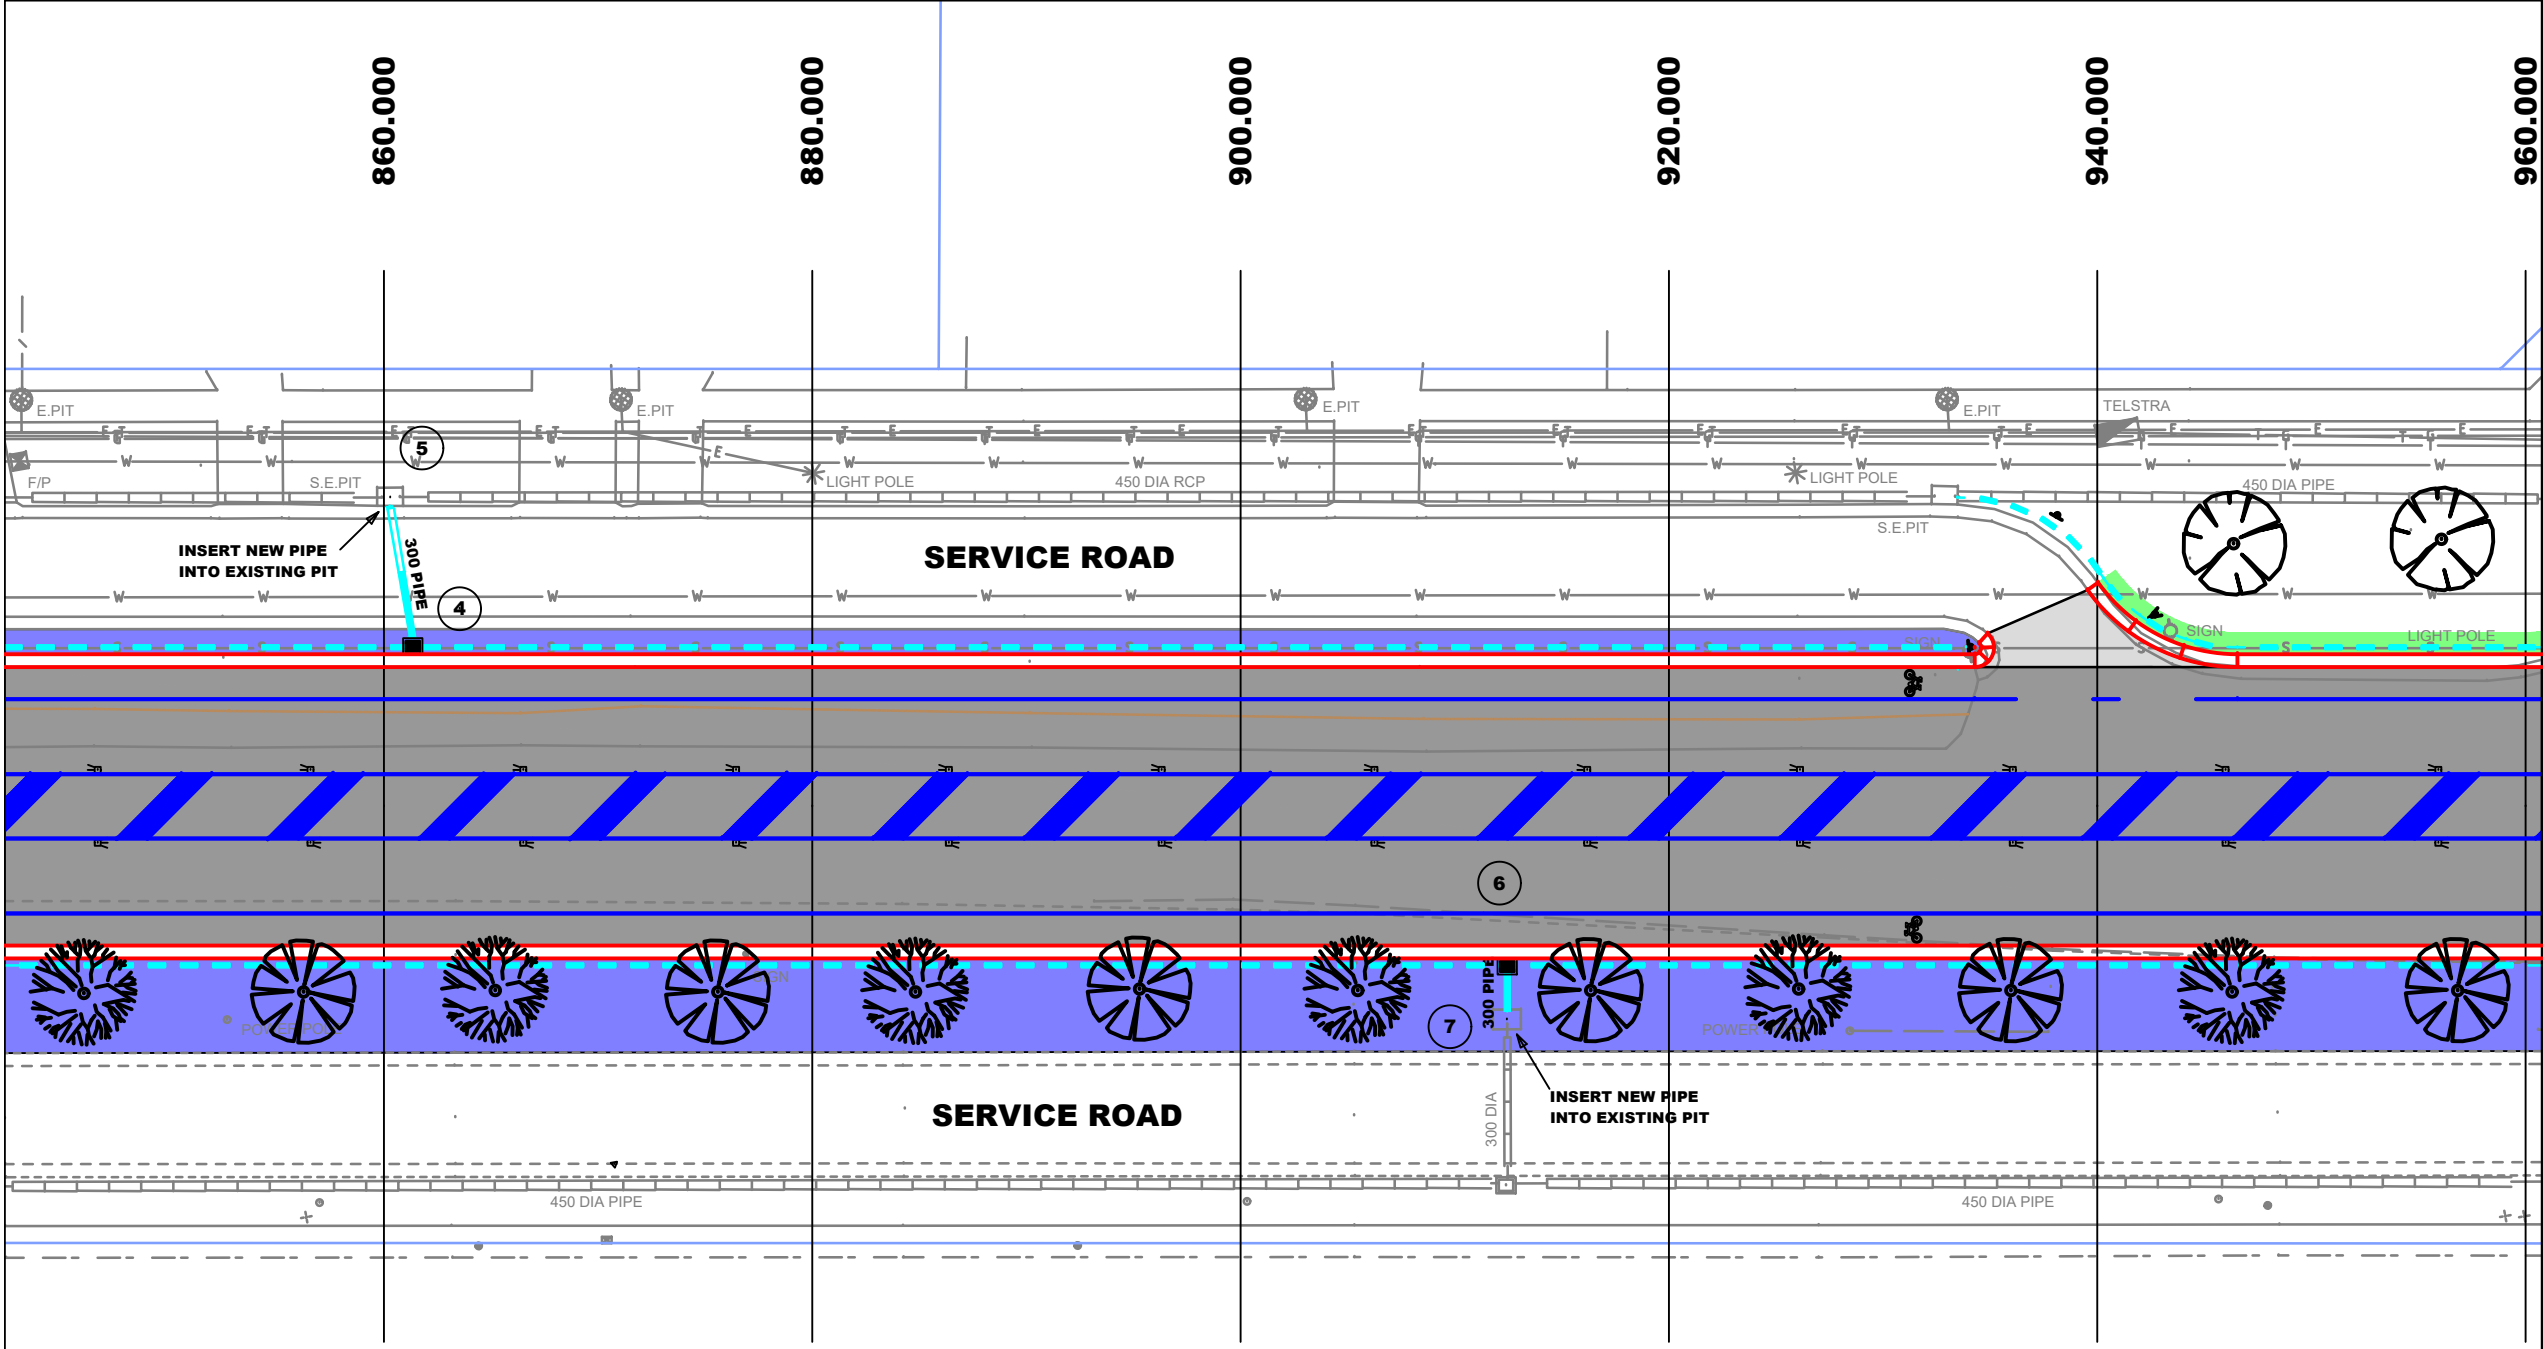 860.000
880.000
900.000
920.000
940.000
960.000
E.PIT
E.PIT
E.PIT
E.PIT
TELSTRA
5
F/P
S.E.PIT
LIGHT POLE
450 DIA RCP
LIGHT POLE
450 DIA PIPE
S.E.PIT
INSERT NEW PIPE
INTO EXISTING PIT
300 PIPE
SERVICE ROAD
4
SIGN
SIGN
LIGHT POLE
6
300 PIPE
7
POWER
SERVICE ROAD
300 DIA
INSERT NEW PIPE
INTO EXISTING PIT
450 DIA PIPE
450 DIA PIPE